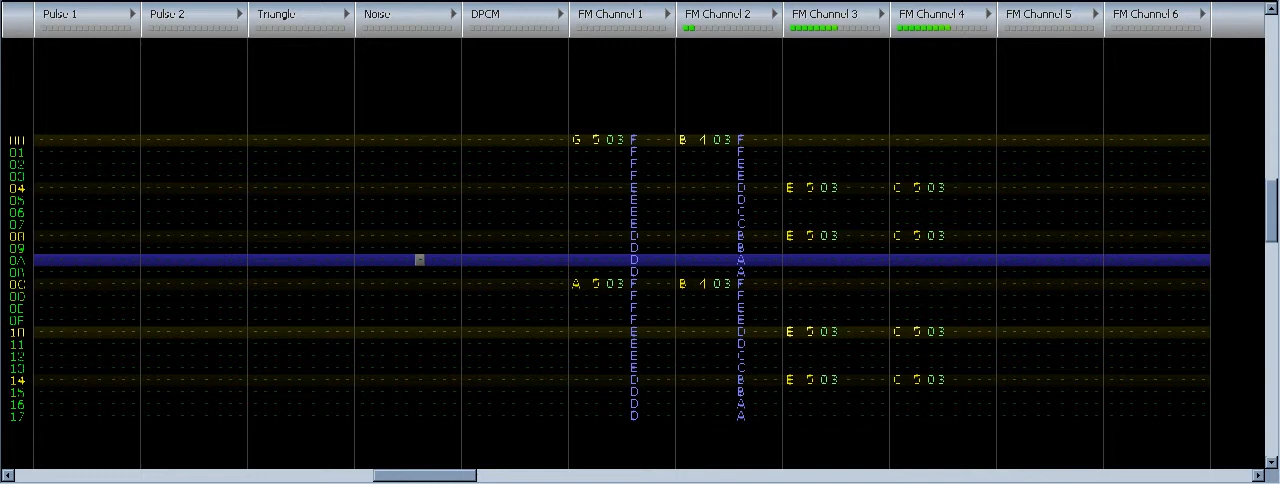 Pulse 1 Pulse 2 Triangle Noise DPCM FM Channel 1 FM Channel 2 FM Channel 3 FM Channel 4 FM Channel 5 FM Channel 6
00 G 5 03 F B 4 03 F
01 F F
02 F E
03 F E
04 E D E 5 03 C 5 03
05 E D
06 E C
07 E C
08 D B E 5 03 C 5 03
09 D B
0A D A
0B D A
0C A 5 03 F B 4 03 F
0D F F
0E F E
0F F E
10 E D E 5 03 C 5 03
11 E D
12 E C
13 E C
14 D B E 5 03 C 5 03
15 D B
16 D A
17 D A